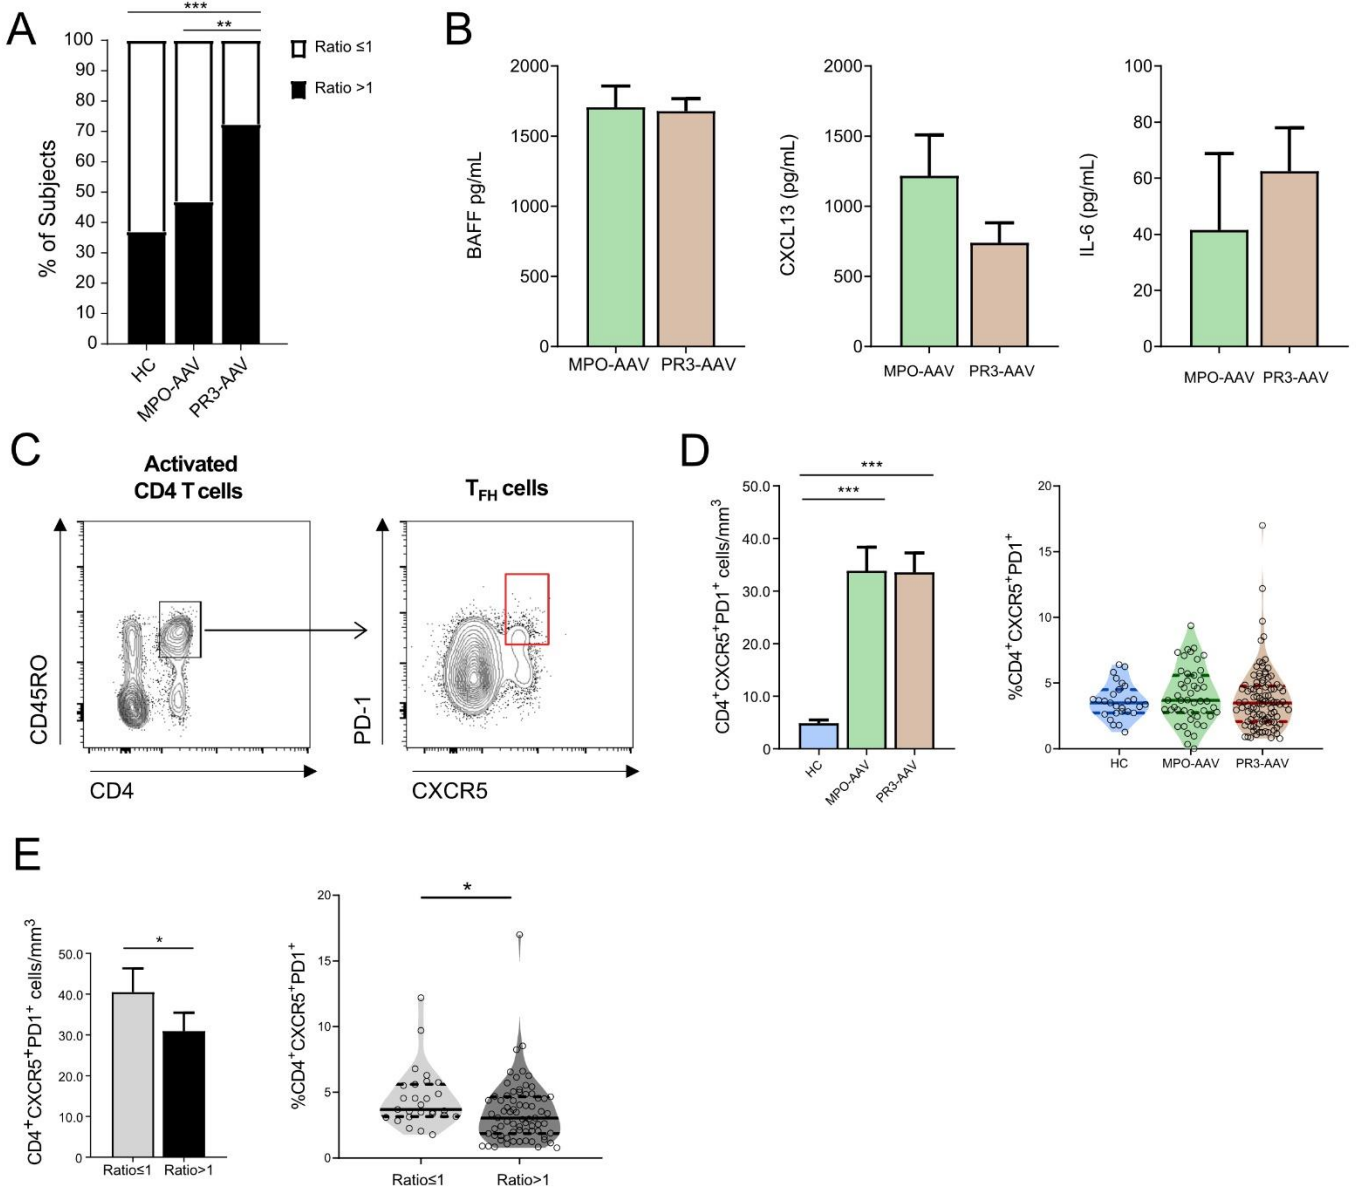 A
***
**
100
90
80
70
60
50
40
30
20
10
0
% of Subjects
HC
MPO-AAV
PR3-AAV
Ratio ≤1
Ratio >1
B
2000
1500
1000
500
0
BAFF pg/mL
MPO-AAV PR3-AAV
2000
1500
1000
500
0
CXCL13 (pg/mL)
MPO-AAV PR3-AAV
100
80
60
40
20
0
IL-6 (pg/mL)
MPO-AAV PR3-AAV
C
Activated
CD4 T cells
CD45RO
CD4
TFH cells
PD-1
CXCR5
D
***
***
50.0
40.0
30.0
20.0
10.0
0
CD4+CXCR5+PD1+ cells/mm3
HC
MPO-AAV
PR3-AAV
20
15
10
5
0
%CD4+CXCR5+PD1+
HC MPO-AAV PR3-AAV
E
*
50.0
40.0
30.0
20.0
10.0
0
CD4+CXCR5+PD1+ cells/mm3
Ratio≤1 Ratio>1
*
20
15
10
5
0
%CD4+CXCR5+PD1+
Ratio≤1 Ratio>1